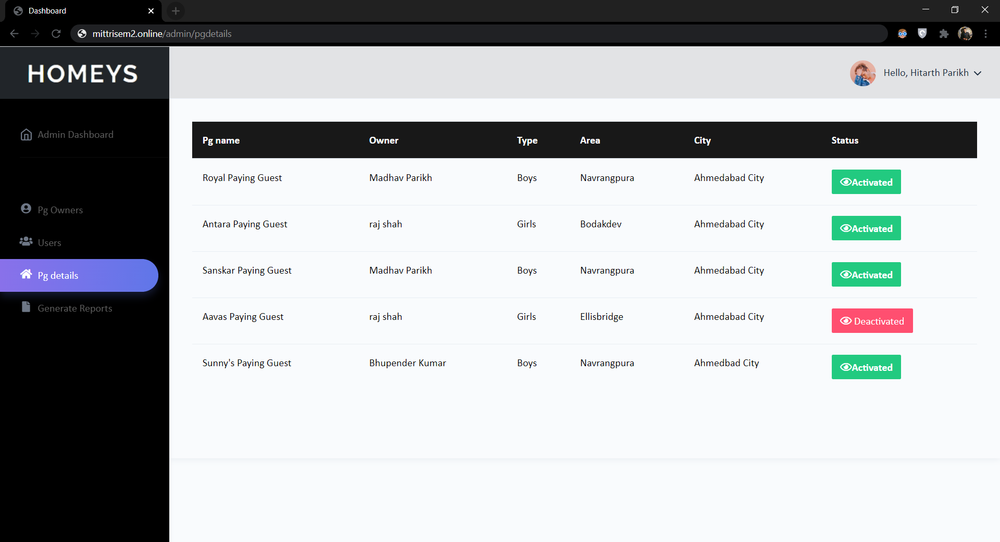 Dashboard
mittrisem2.online/admin/pgdetails
HOMEYS
Hello, Hitarth Parikh
Admin Dashboard
Pg Owners
Users
Pg details
Generate Reports
Pg name Owner Type Area City Status
Royal Paying Guest Madhav Parikh Boys Navrangpura Ahmedabad City Activated
Antara Paying Guest raj shah Girls Bodakdev Ahmedabad City Activated
Sanskar Paying Guest Madhav Parikh Boys Navrangpura Ahmedabad City Activated
Aavas Paying Guest raj shah Girls Ellisbridge Ahmedabad City Deactivated
Sunny's Paying Guest Bhupender Kumar Boys Navrangpura Ahmedbad City Activated